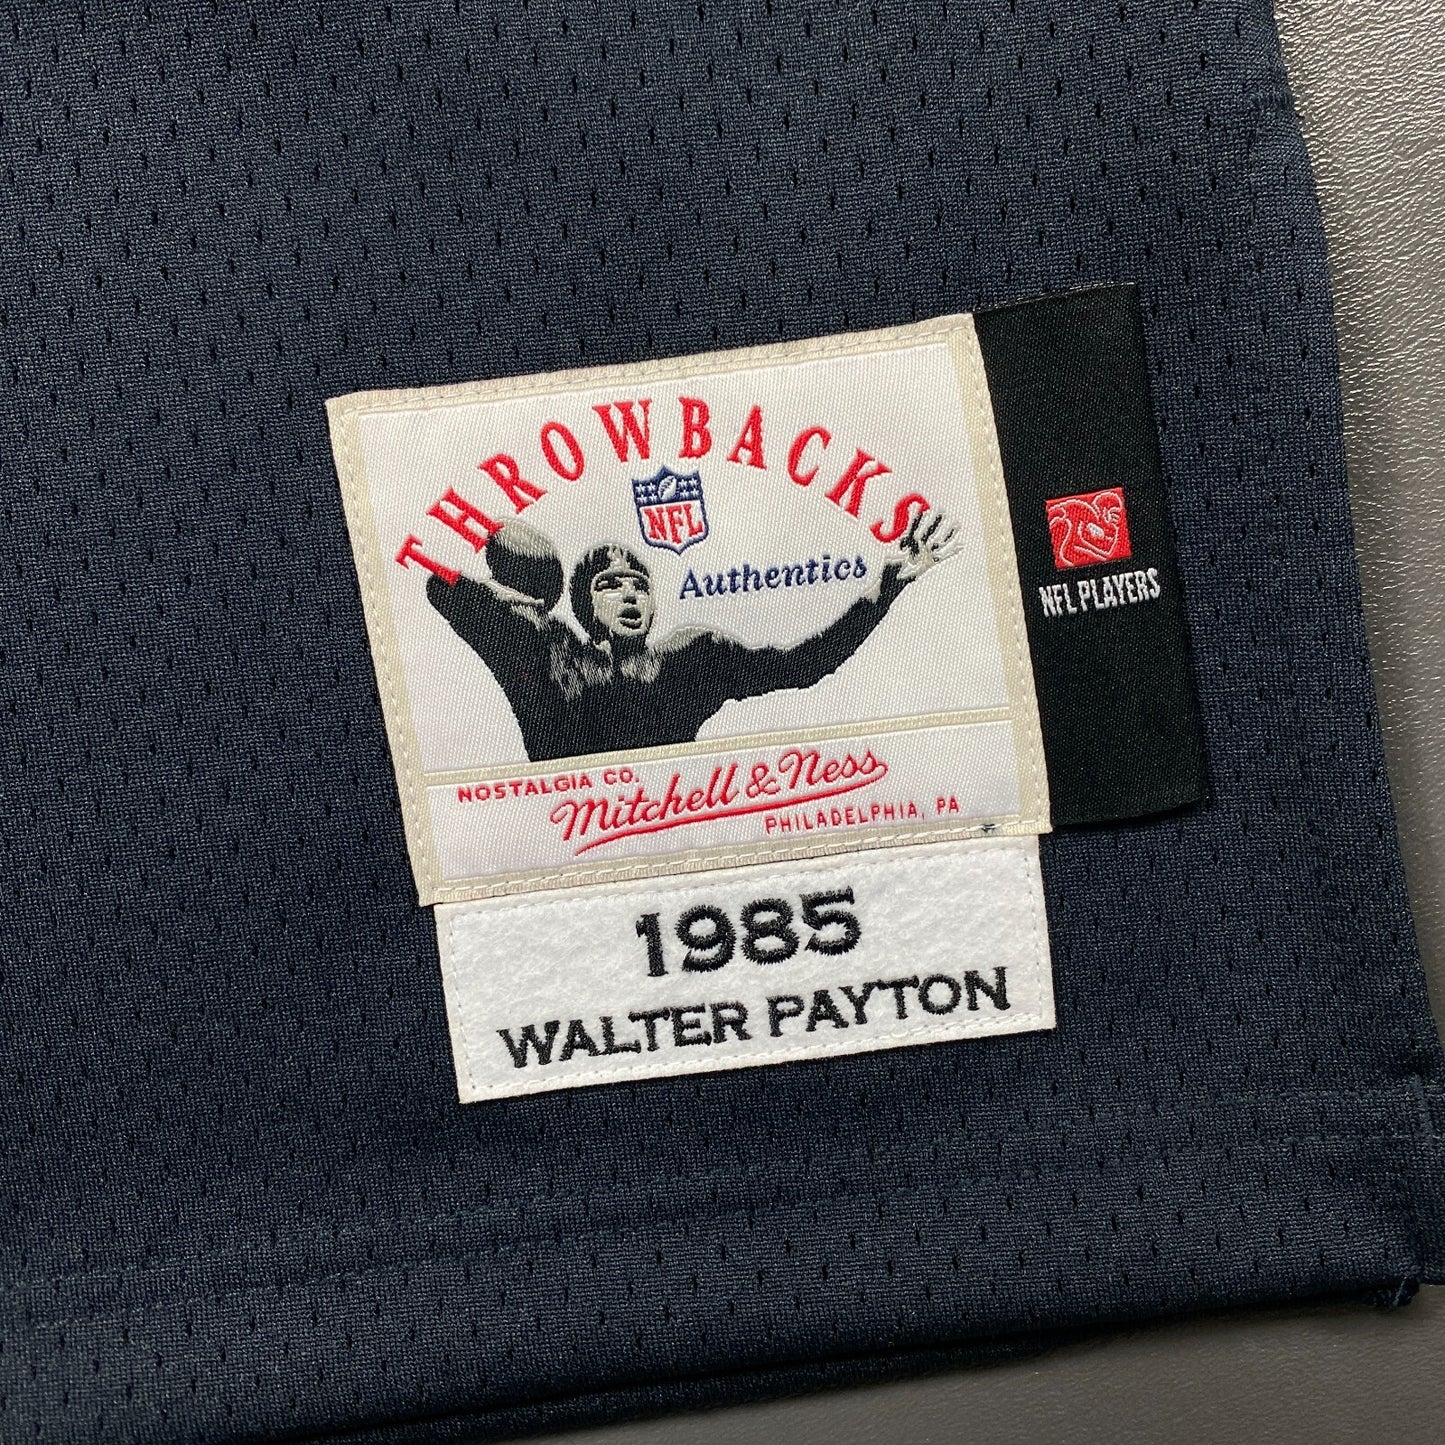 THROWBACKS
NFL
Authentics
NFL PLAYERS
NOSTALGIA CO.
Mitchell & Ness
PHILADELPHIA, PA
1985
WALTER PAYTON